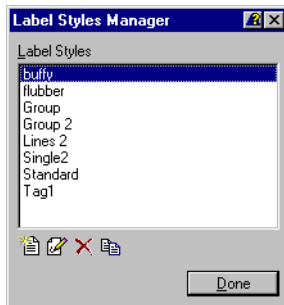 Label Styles Manager
Label Styles
buffy
flubber
Group
Group 2
Lines 2
Single2
Standard
Tag1
Done